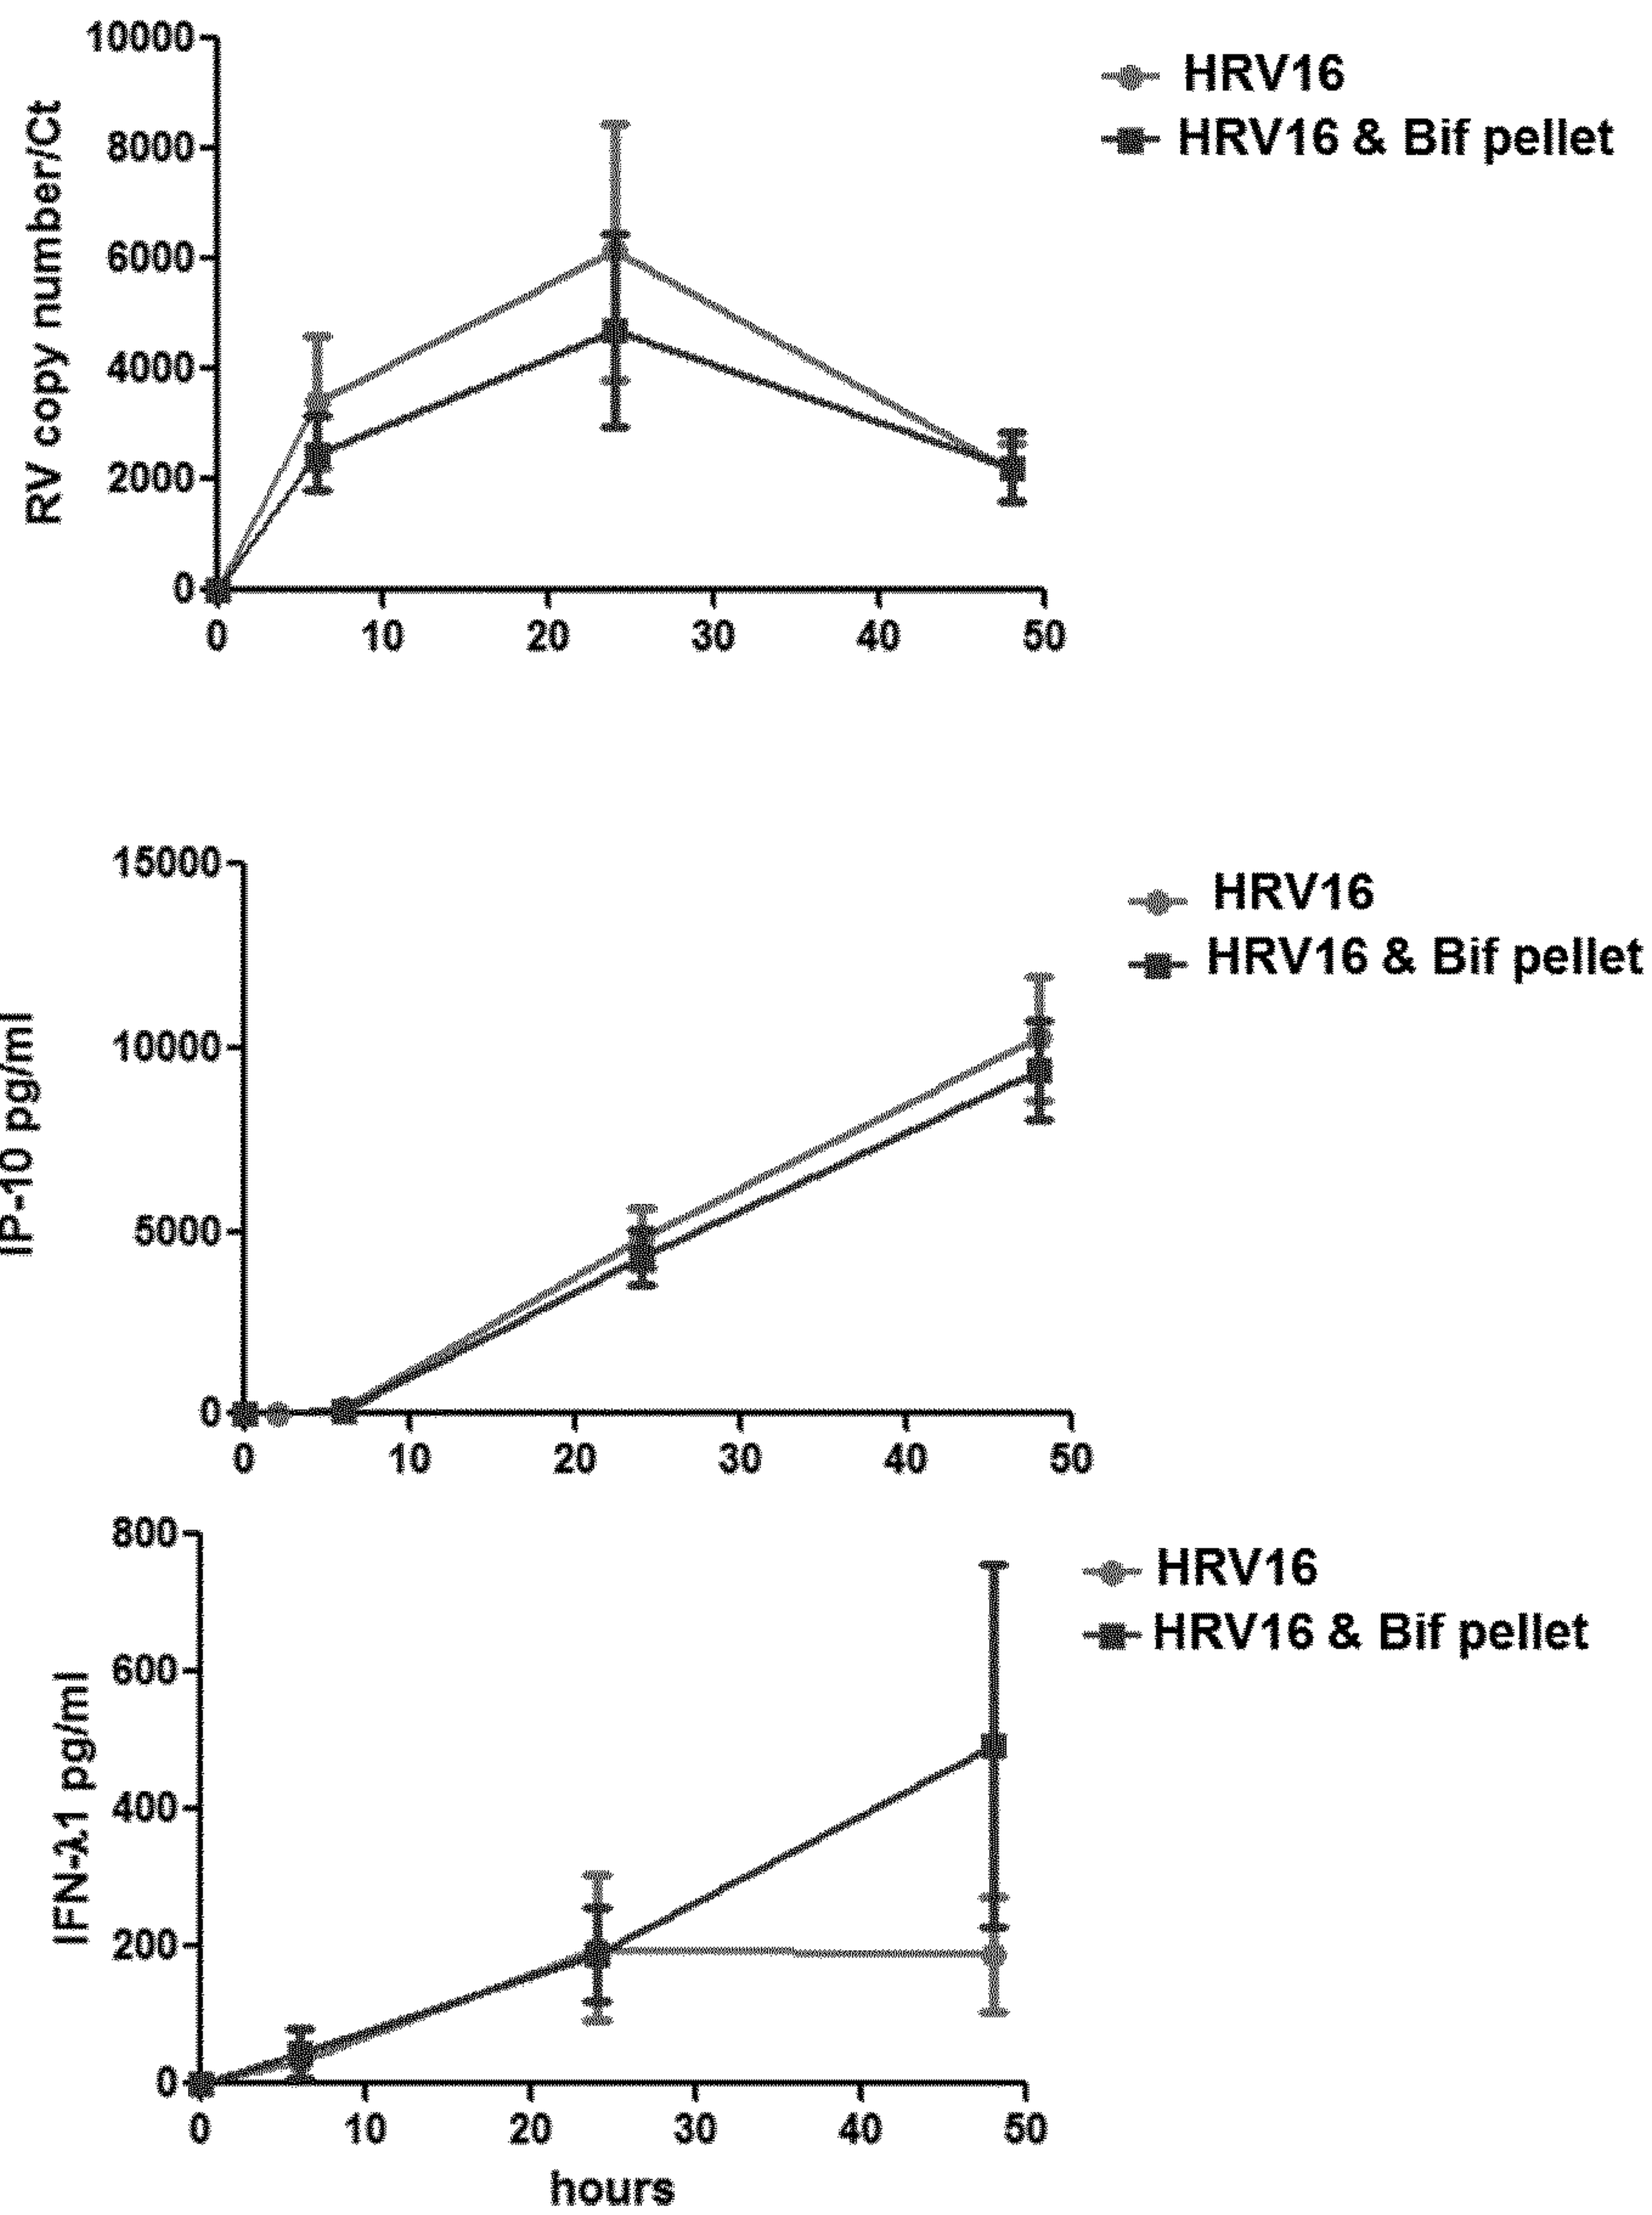 10000
8000
6000
4000
2000
0
RV copy number/Ct
0 10 20 30 40 50
HRV16
HRV16 & Bif pellet
15000
10000
5000
0
IP-10 pg/ml
0 10 20 30 40 50
HRV16
HRV16 & Bif pellet
800
600
400
200
0
IFN-λ1 pg/ml
0 10 20 30 40 50
hours
HRV16
HRV16 & Bif pellet